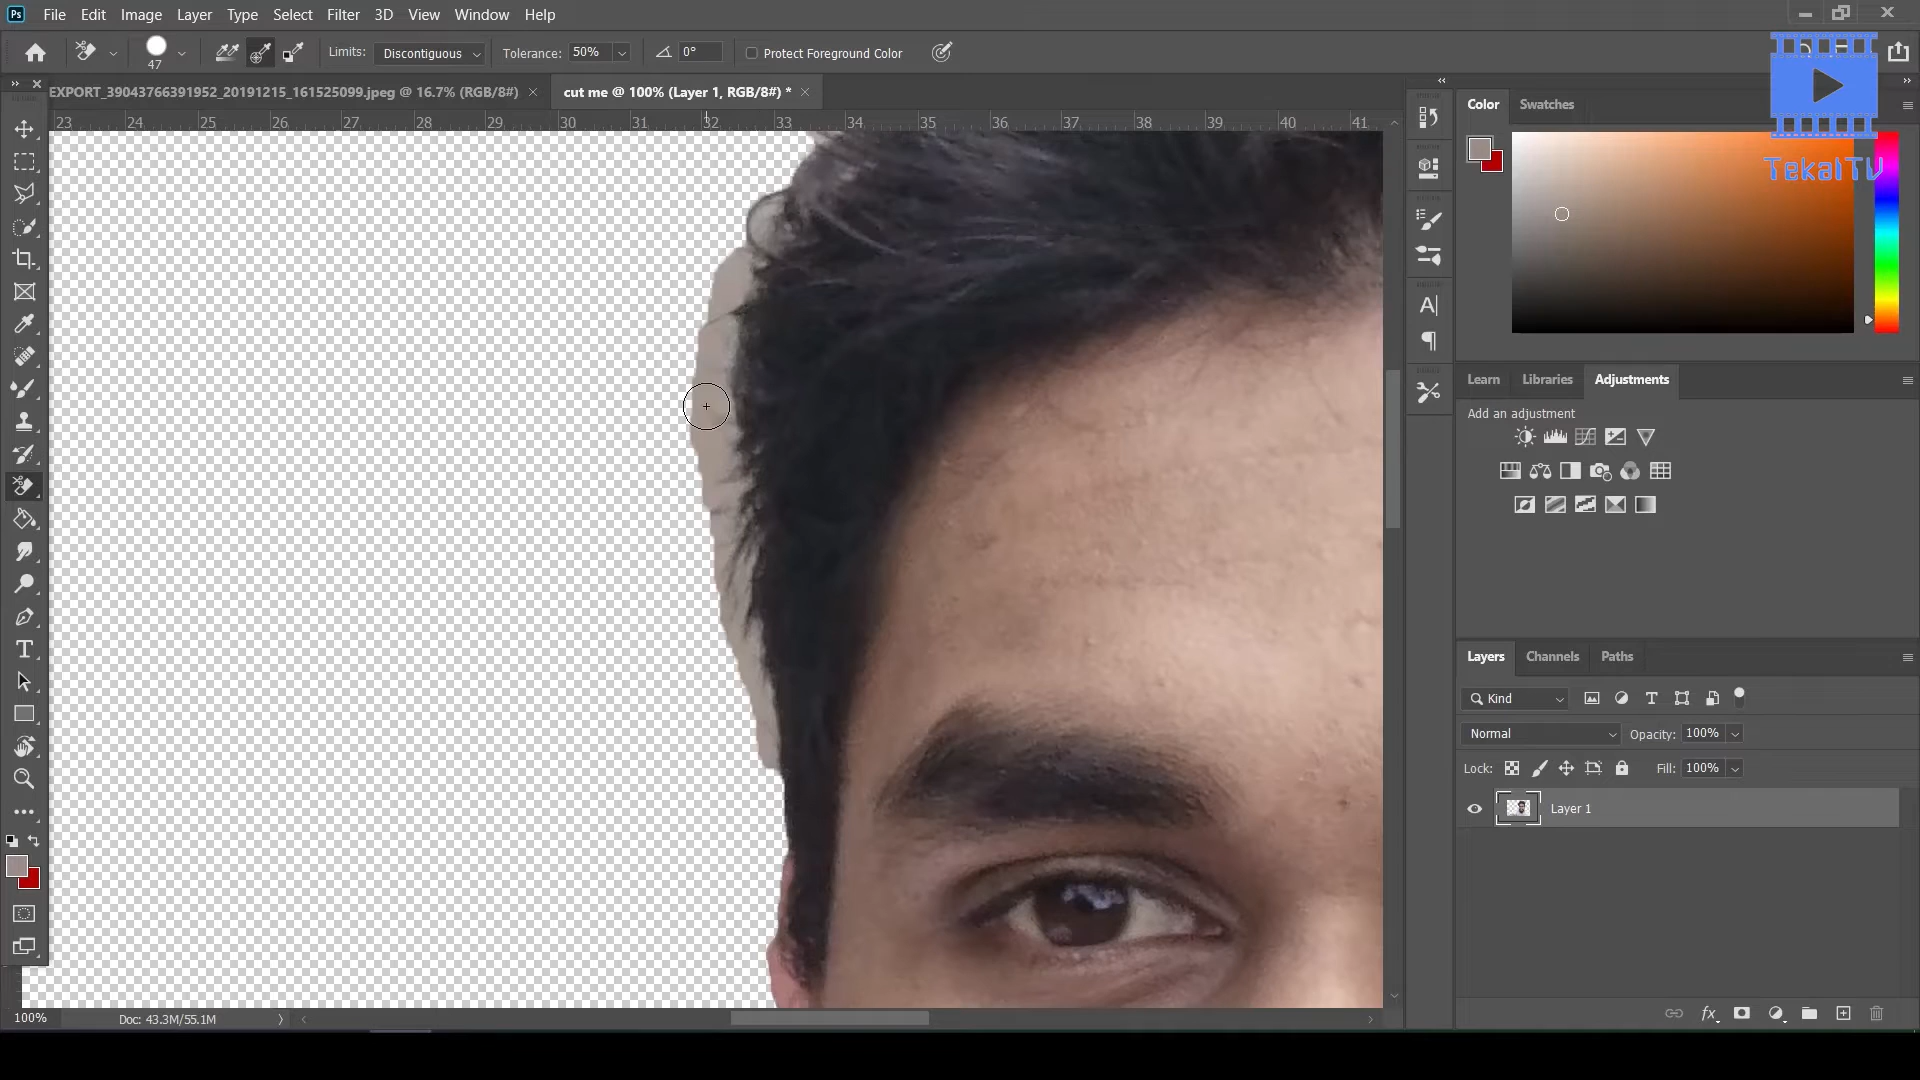 Ps File Edit Image Layer Type Select Filter 3D View Window Help
47 Limits: Discontiguous Tolerance: 50% 0° Protect Foreground Color
EXPORT_39043766391952_20191215_161525099.jpeg @ 16.7% (RGB/8#) × cut me @ 100% (Layer 1, RGB/8#) * ×
23 24 25 26 27 28 29 30 31 32 33 34 35 36 37 38 39 40 41
Color Swatches
TekaITV
Learn Libraries Adjustments
Add an adjustment
Layers Channels Paths
Kind
Normal Opacity: 100%
Lock: Fill: 100%
Layer 1
fx
100% Doc: 43.3M/55.1M